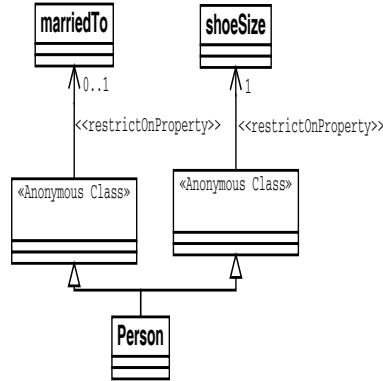 marriedTo
shoeSize
0..1
1
<<restrictOnProperty>>
<<restrictOnProperty>>
«Anonymous Class»
«Anonymous Class»
Person